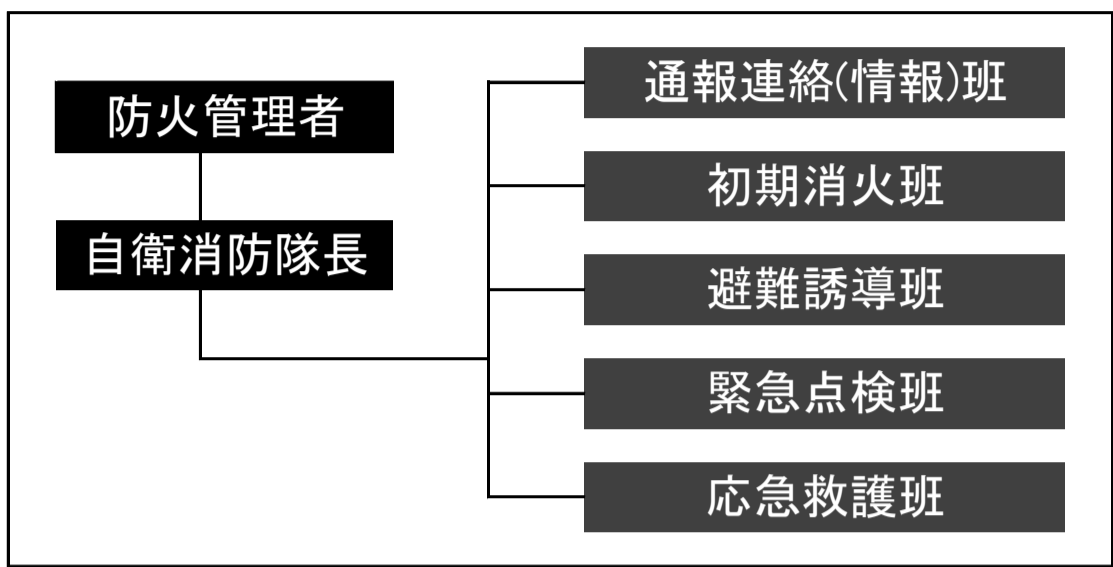 防火管理者
自衛消防隊長
通報連絡(情報)班
初期消火班
避難誘導班
緊急点検班
応急救護班